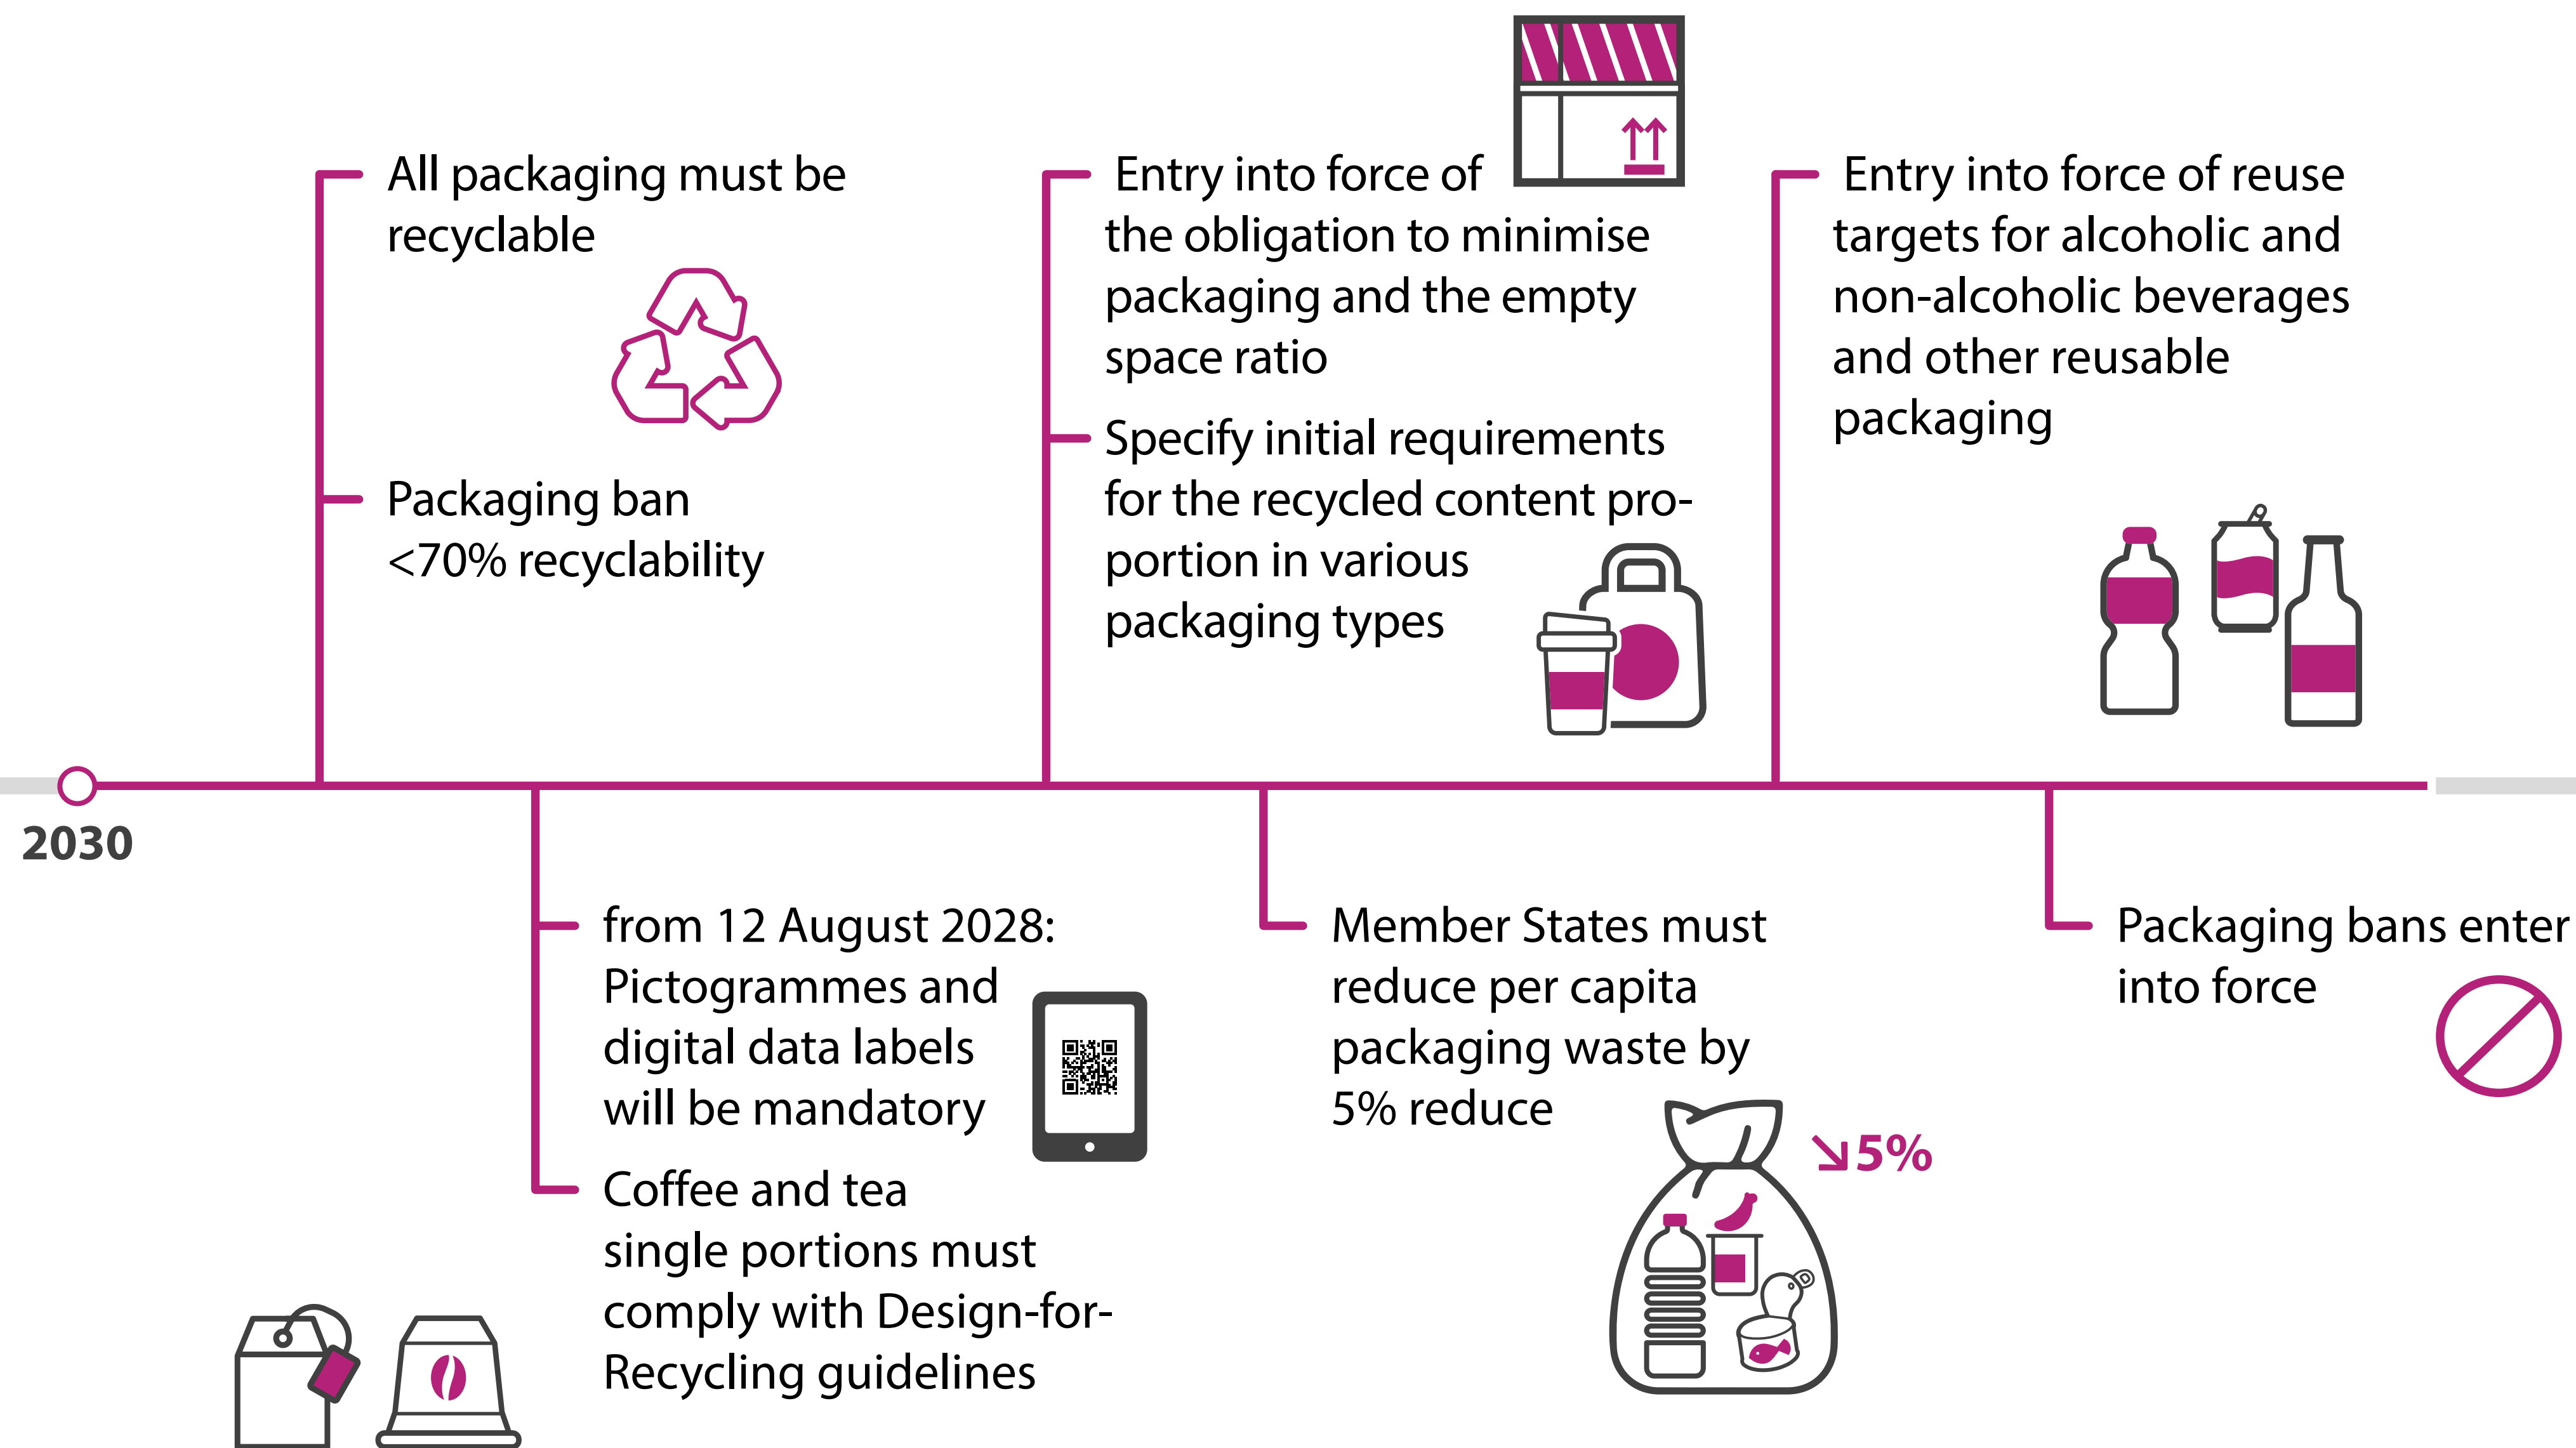 All packaging must be
recyclable
Packaging ban
<70% recyclability
Entry into force of
the obligation to minimise
packaging and the empty
space ratio
Specify initial requirements
for the recycled content pro-
portion in various
packaging types
Entry into force of reuse
targets for alcoholic and
non-alcoholic beverages
and other reusable
packaging
2030
from 12 August 2028:
Pictogrammes and
digital data labels
will be mandatory
Coffee and tea
single portions must
comply with Design-for-
Recycling guidelines
Member States must
reduce per capita
packaging waste by
5% reduce
5%
Packaging bans enter
into force